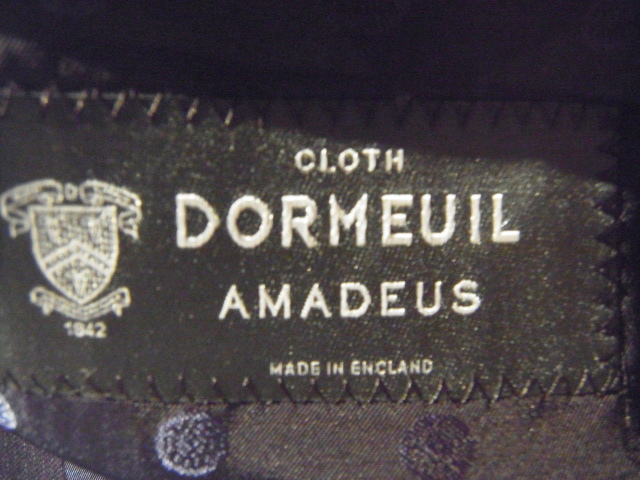 CLOTH
DORMEUIL
AMADEUS
1842
MADE IN ENGLAND